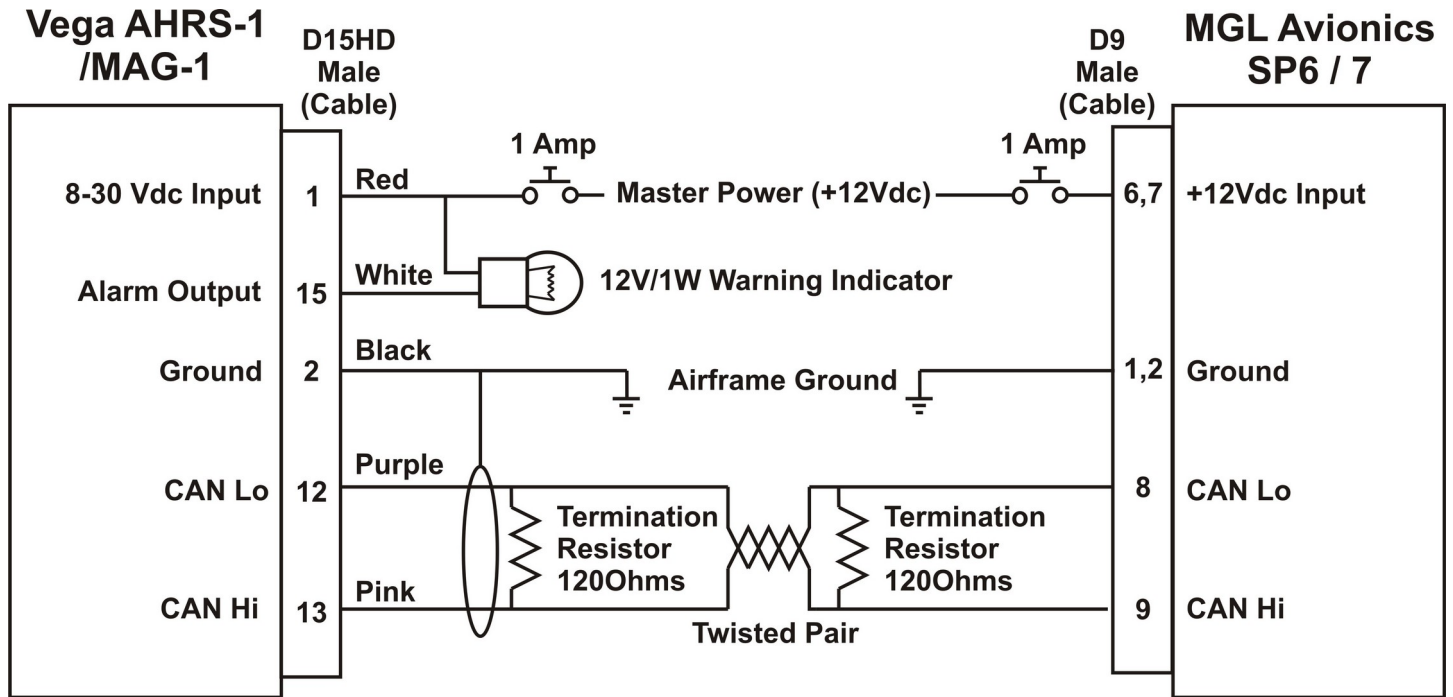 Vega AHRS-1
/MAG-1
D15HD
Male
(Cable)
D9
Male
(Cable)
MGL Avionics
SP6 / 7
8-30 Vdc Input
1
Red
1 Amp
Master Power (+12Vdc)
1 Amp
6,7
+12Vdc Input
Alarm Output
15
White
12V/1W Warning Indicator
Ground
2
Black
Airframe Ground
1,2
Ground
CAN Lo
12
Purple
Termination
Resistor
120Ohms
Termination
Resistor
120Ohms
8
CAN Lo
CAN Hi
13
Pink
Twisted Pair
9
CAN Hi